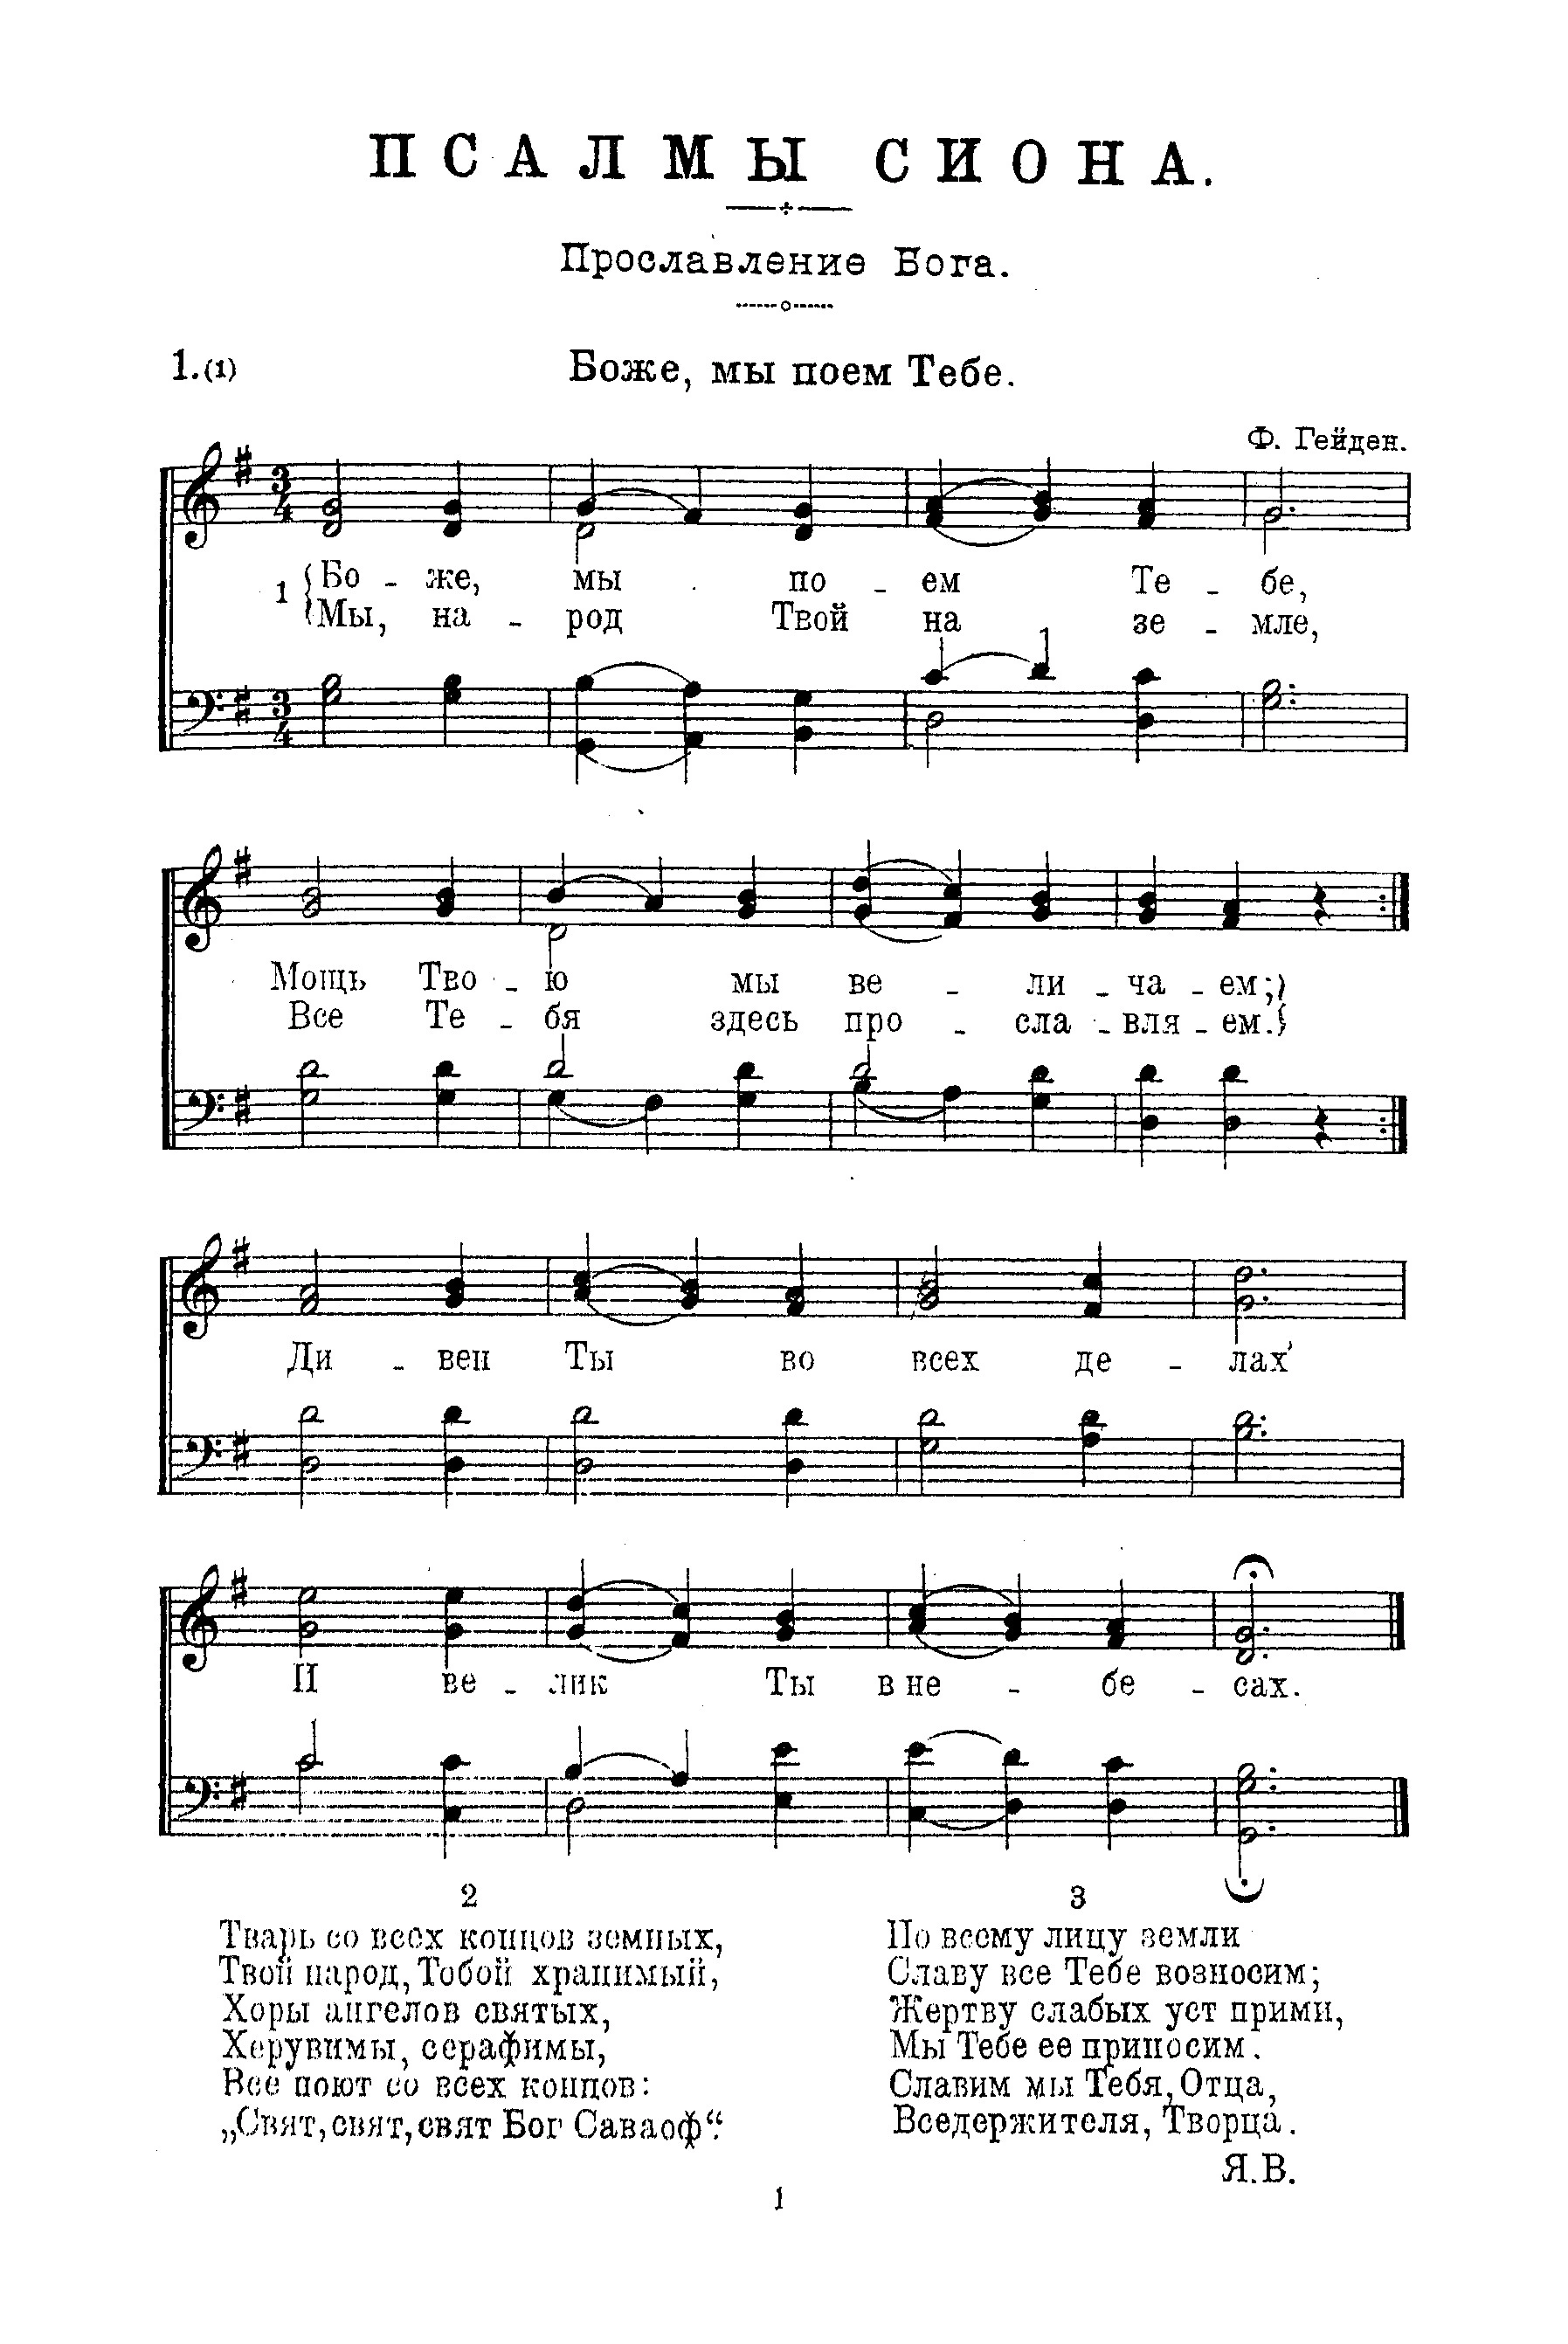 ПСАЛМЫ СИОНА.
Прославление Бога.
1.(1)
Боже, мы поем Тебе.
Ф. Гейден.
3/4
1 {Бо - же, мы по - ем Те - бе,
{Мы, на - род Твой на зе - мле,
3/4
Мощь Тво - ю мы ве - ли - ча - ем;}
Все Те - бя здесь про - сла - вля - ем.}
Ди - вен Ты во всех де - лах
И ве - лик Ты в не - бе - сах.
2
Тварь со всех концов земных,
Твой народ, Тобой хранимый,
Хоры ангелов святых,
Херувимы, серафимы,
Все поют со всех концов:
„Свят, свят, свят Бог Саваоф“.
3
По всему лицу земли
Славу все Тебе возносим;
Жертву слабых уст прими,
Мы Тебе ее приносим.
Славим мы Тебя, Отца,
Вседержителя, Творца.
Я.В.
1